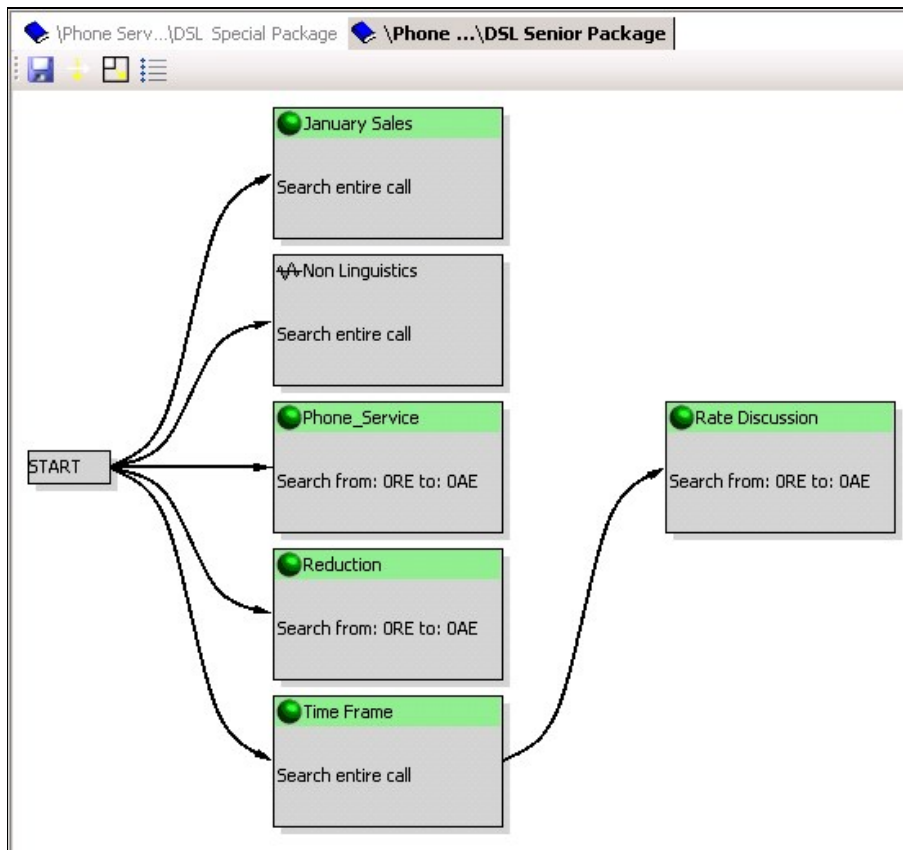 \Phone Serv...\DSL Special Package
\Phone ...\DSL Senior Package
January Sales
Search entire call
Non Linguistics
Search entire call
Phone_Service
Search from: 0RE to: 0AE
Rate Discussion
Search from: 0RE to: 0AE
START
Reduction
Search from: 0RE to: 0AE
Time Frame
Search entire call